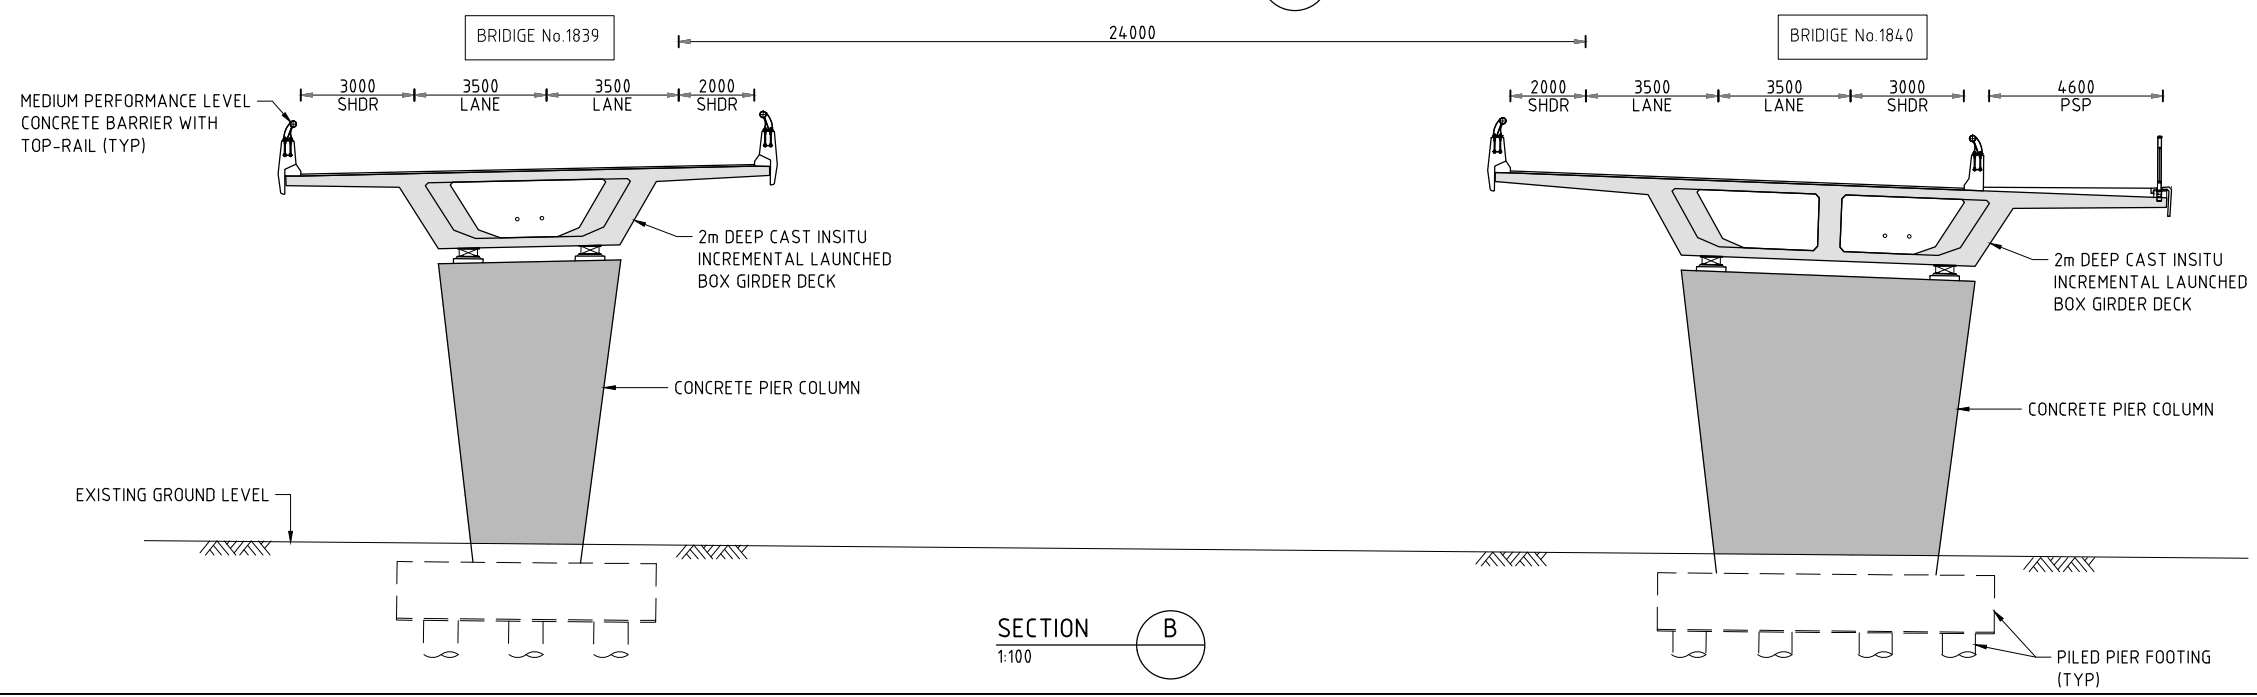 BRIDIGE No.1839
24000
BRIDIGE No.1840
3000
SHDR
3500
LANE
3500
LANE
2000
SHDR
2000
SHDR
3500
LANE
3500
LANE
3000
SHDR
4600
PSP
MEDIUM PERFORMANCE LEVEL
CONCRETE BARRIER WITH
TOP-RAIL (TYP)
2m DEEP CAST INSITU
INCREMENTAL LAUNCHED
BOX GIRDER DECK
2m DEEP CAST INSITU
INCREMENTAL LAUNCHED
BOX GIRDER DECK
CONCRETE PIER COLUMN
CONCRETE PIER COLUMN
EXISTING GROUND LEVEL
SECTION
B
1:100
PILED PIER FOOTING
(TYP)